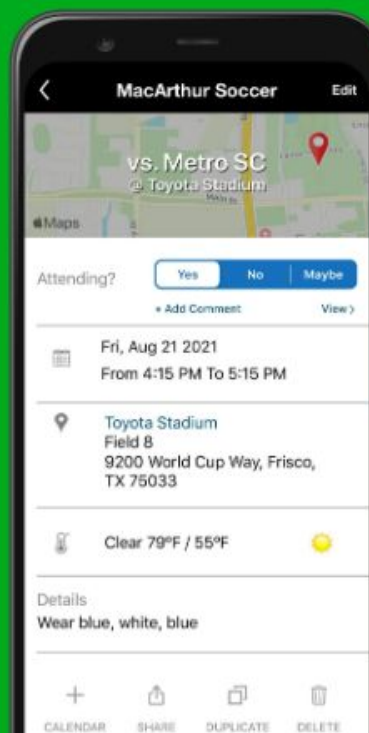 MacArthur Soccer
Edit
vs. Metro SC
@ Toyota Stadium
Main St
Maps
Attending?
Yes
No
Maybe
+ Add Comment
View >
Fri, Aug 21 2021
From 4:15 PM To 5:15 PM
Toyota Stadium
Field 8
9200 World Cup Way, Frisco,
TX 75033
Clear 79°F / 55°F
Details
Wear blue, white, blue
CALENDAR
SHARE
DUPLICATE
DELETE